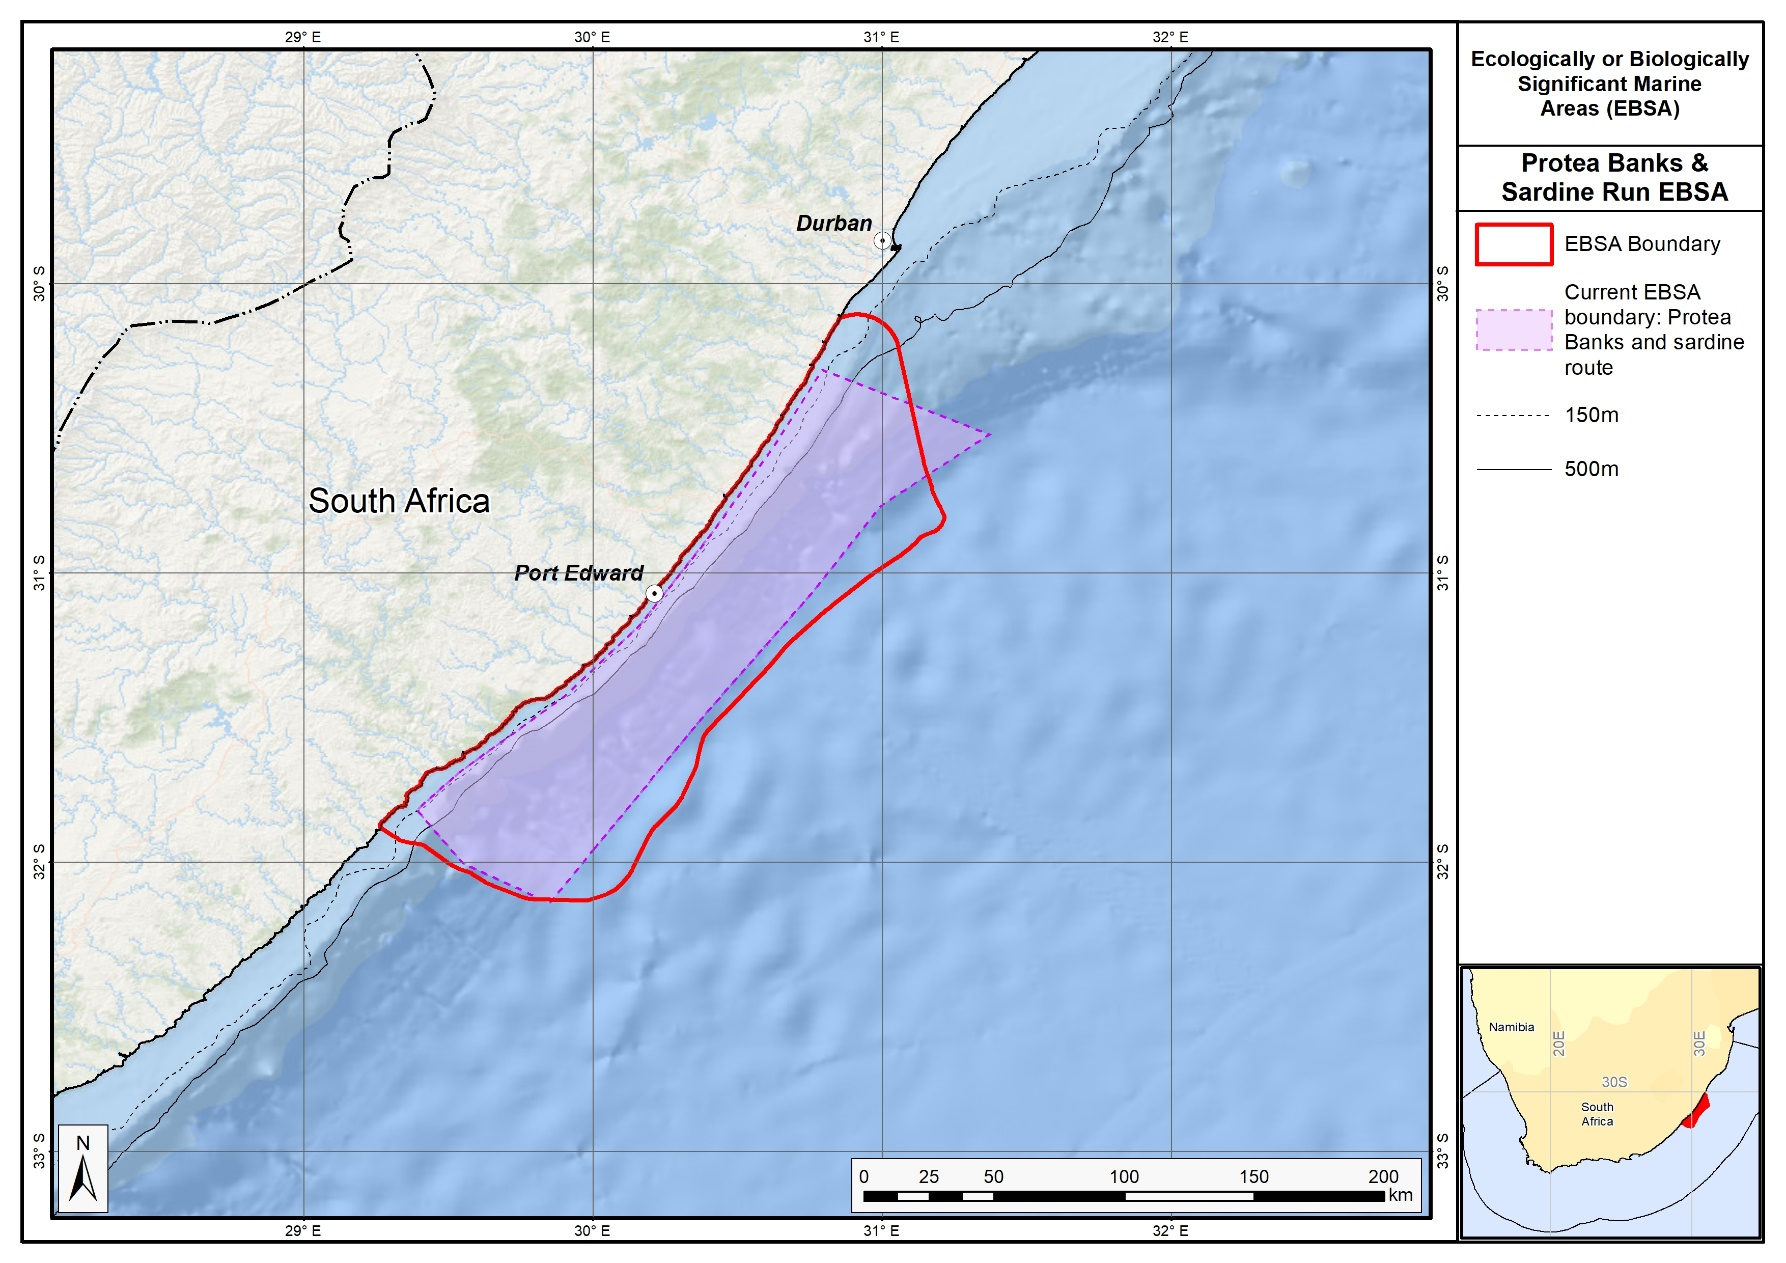 29° E
30° E
31° E
32° E
Ecologically or Biologically
Significant Marine
Areas (EBSA)
Protea Banks &
Sardine Run EBSA
EBSA Boundary
Current EBSA
boundary: Protea
Banks and sardine
route
150m
500m
Durban
30° S
30° S
South Africa
Port Edward
31° S
31° S
32° S
32° S
33° S
33° S
N
0 25 50 100 150 200
km
29° E
30° E
31° E
32° E
Namibia
20E
30E
30S
South
Africa